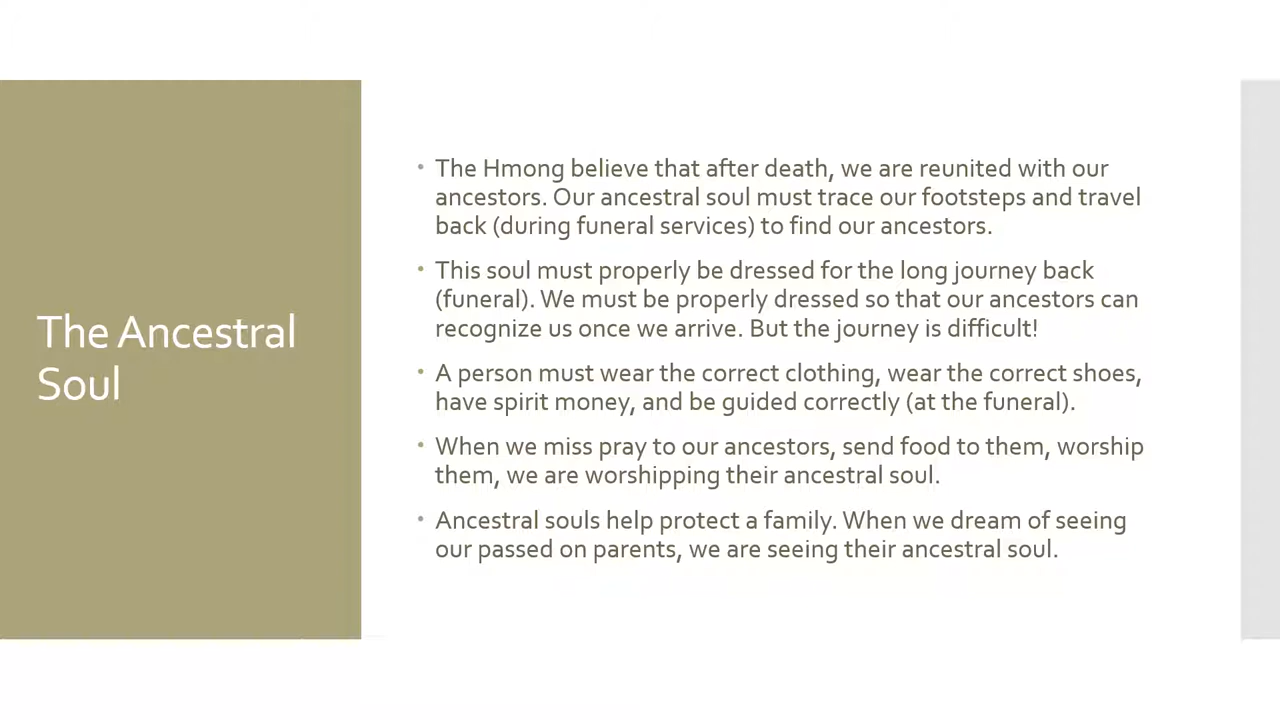 The Ancestral
Soul
• The Hmong believe that after death, we are reunited with our
ancestors. Our ancestral soul must trace our footsteps and travel
back (during funeral services) to find our ancestors.
• This soul must properly be dressed for the long journey back
(funeral). We must be properly dressed so that our ancestors can
recognize us once we arrive. But the journey is difficult!
• A person must wear the correct clothing, wear the correct shoes,
have spirit money, and be guided correctly (at the funeral).
• When we miss pray to our ancestors, send food to them, worship
them, we are worshipping their ancestral soul.
• Ancestral souls help protect a family. When we dream of seeing
our passed on parents, we are seeing their ancestral soul.